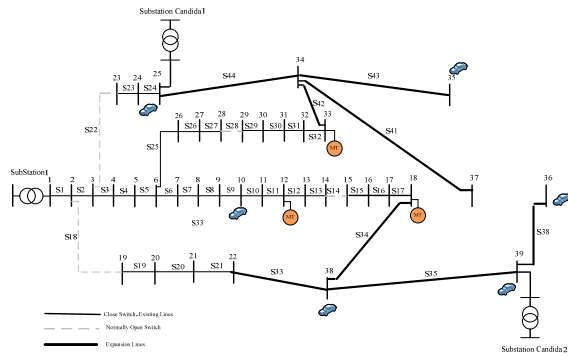 Substation Candida1
34
25
23 24
S23 S24
S44
S43
35
S42
33
S22
26 27 28 29 30 31 32
S26 S27 S28 S29 S30 S31 S32
MT
S25
S41
SubStation1
1 2 3 4 5 6 7 8 9 10 11 12 13 14 15 16 17 18
S1 S2 S3 S4 S5 S6 S7 S8 S9 S10 S11 S12 S13 S14 S15 S16 S17
37
36
MT
MT
S33
S34
S38
S18
19 20 21 22
S19 S20 S21
38
39
S33
S35
Close Switch-Existing Lines
Normally Open Switch
Expansion Lines
Substation Candida2